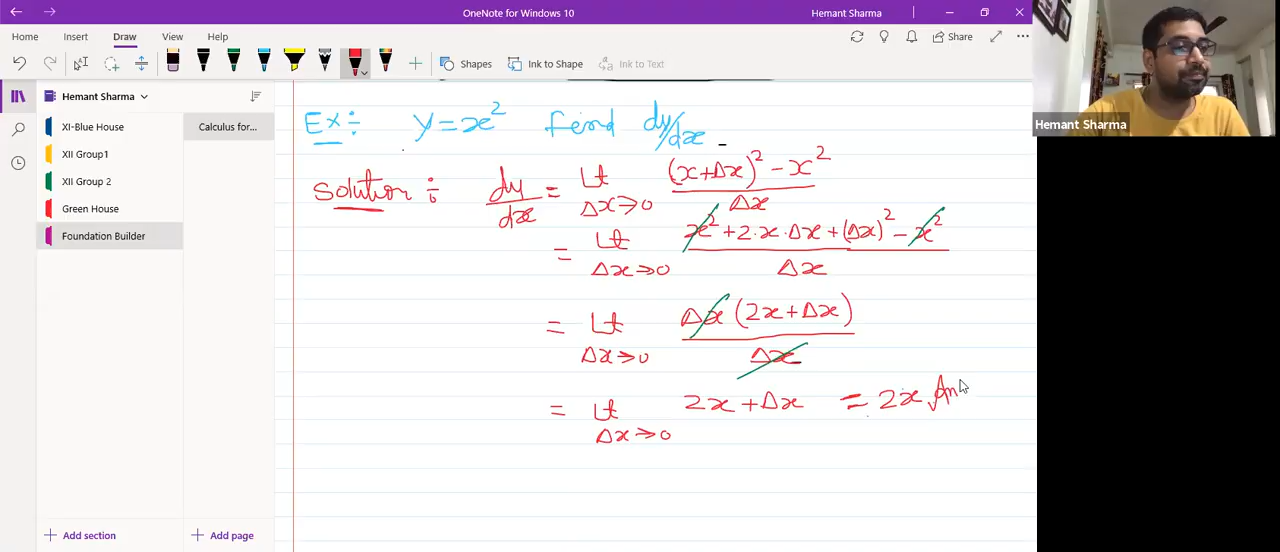 OneNote for Windows 10
Hemant Sharma
Home Insert Draw View Help
Share
Shapes Ink to Shape Ink to Text
Hemant Sharma
XI-Blue House
XII Group1
XII Group 2
Green House
Foundation Builder
Calculus for...
Ex:- y = x² find dy/dx
Solution :- dy/dx = Lt Δx→0 ((x+Δx)² - x²)/Δx
= Lt Δx→0 (x² + 2·x·Δx + (Δx)² - x²)/Δx
= Lt Δx→0 Δx(2x+Δx)/Δx
= Lt Δx→0 2x+Δx = 2x An
Add section
Add page
Hemant Sharma